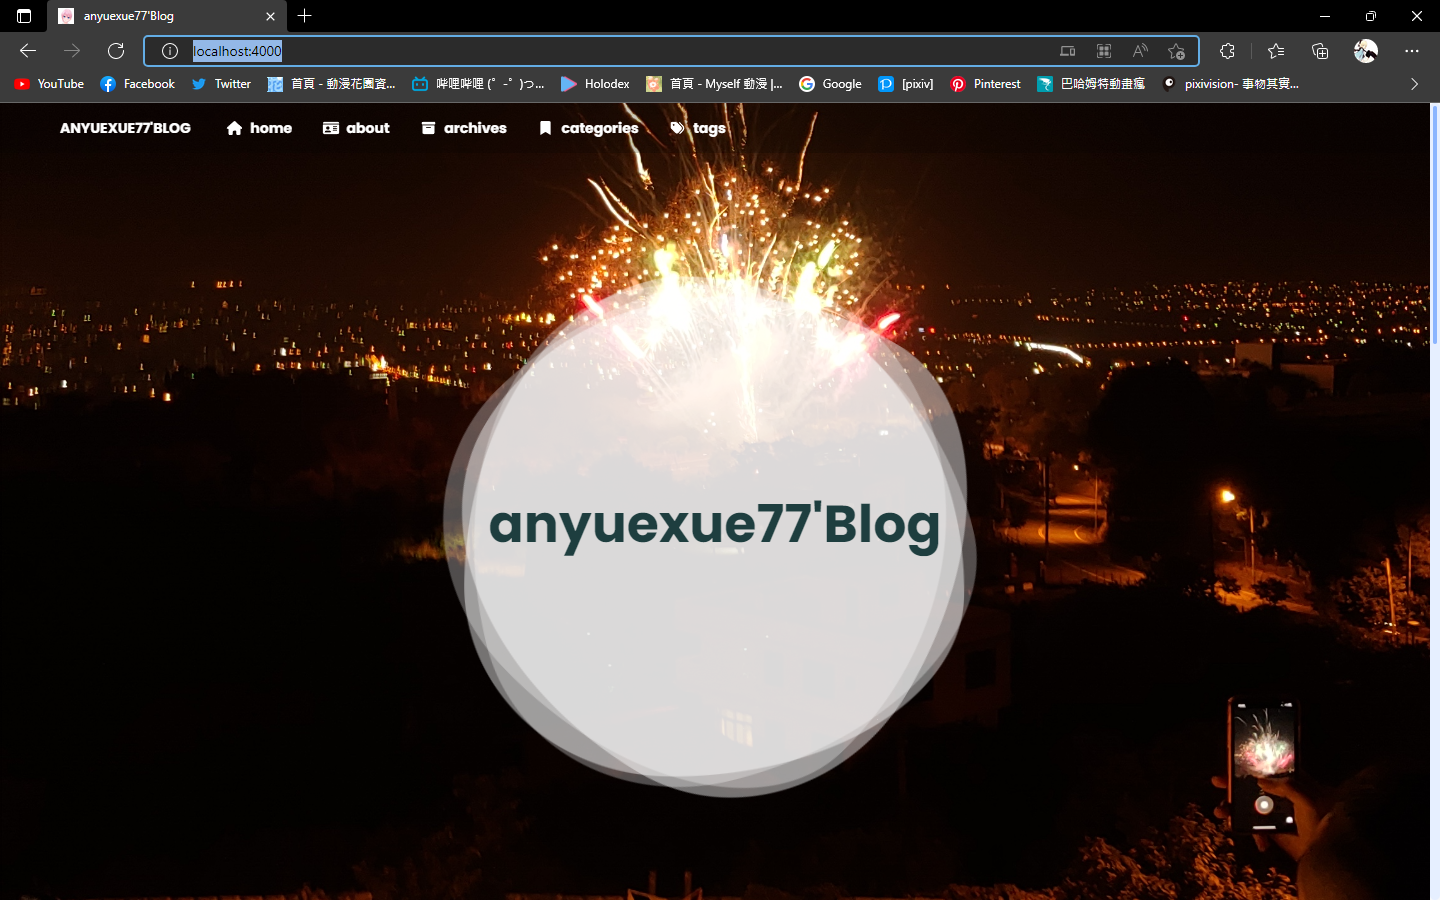 anyuexue77'Blog
localhost:4000
YouTube Facebook Twitter 首頁 - 動漫花園資... 哔哩哔哩 (゜-゜)つ... Holodex 首頁 - Myself 動漫 |... Google [pixiv] Pinterest 巴哈姆特動畫瘋 pixivision- 事物其實...
ANYUEXUE77'BLOG home about archives categories tags
anyuexue77'Blog